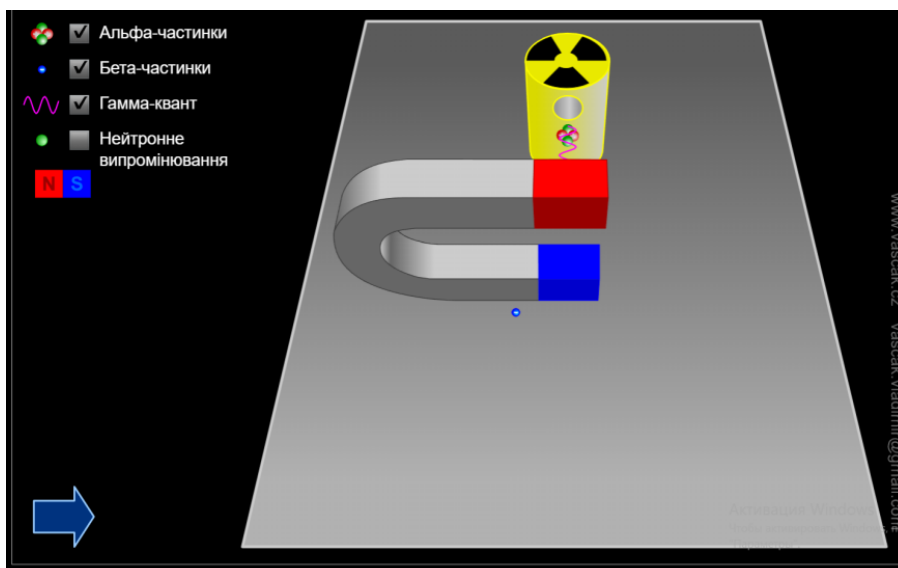 Альфа-частинки
Бета-частинки
Гамма-квант
Нейтронне
випромінювання
N S
www.vascak.cz vascak.vladimir@gmail.com
Активация Windows